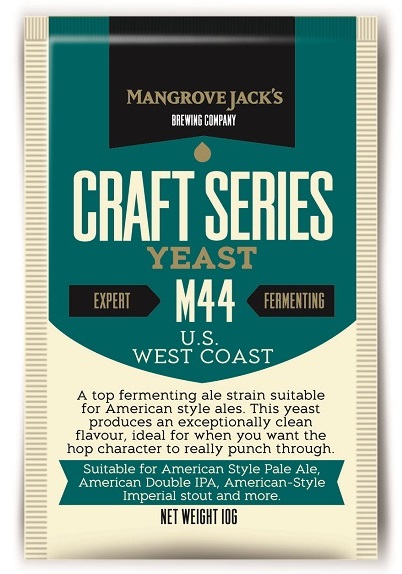 MANGROVE JACK'S
BREWING COMPANY
CRAFT SERIES
YEAST
EXPERT M44 FERMENTING
U.S.
WEST COAST
A top fermenting ale strain suitable
for American style ales. This yeast
produces an exceptionally clean
flavour, ideal for when you want the
hop character to really punch through.
Suitable for American Style Pale Ale,
American Double IPA, American-Style
Imperial stout and more.
NET WEIGHT 10G